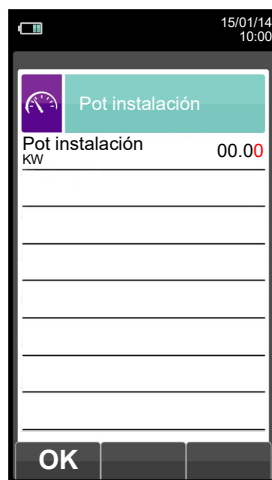 15/01/14
10:00
Pot instalación
Pot instalación 00.00
KW
OK